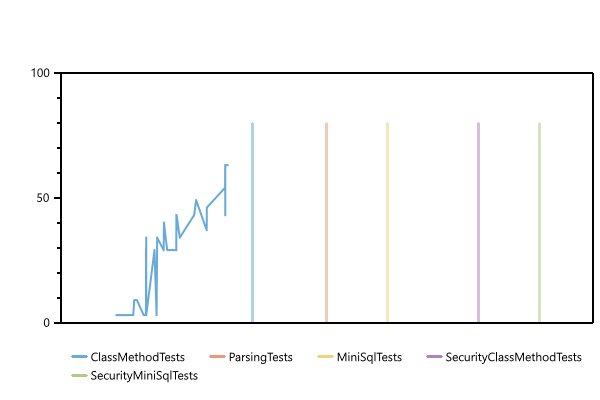 100
50
0
ClassMethodTests ParsingTests MiniSqlTests SecurityClassMethodTests
SecurityMiniSqlTests